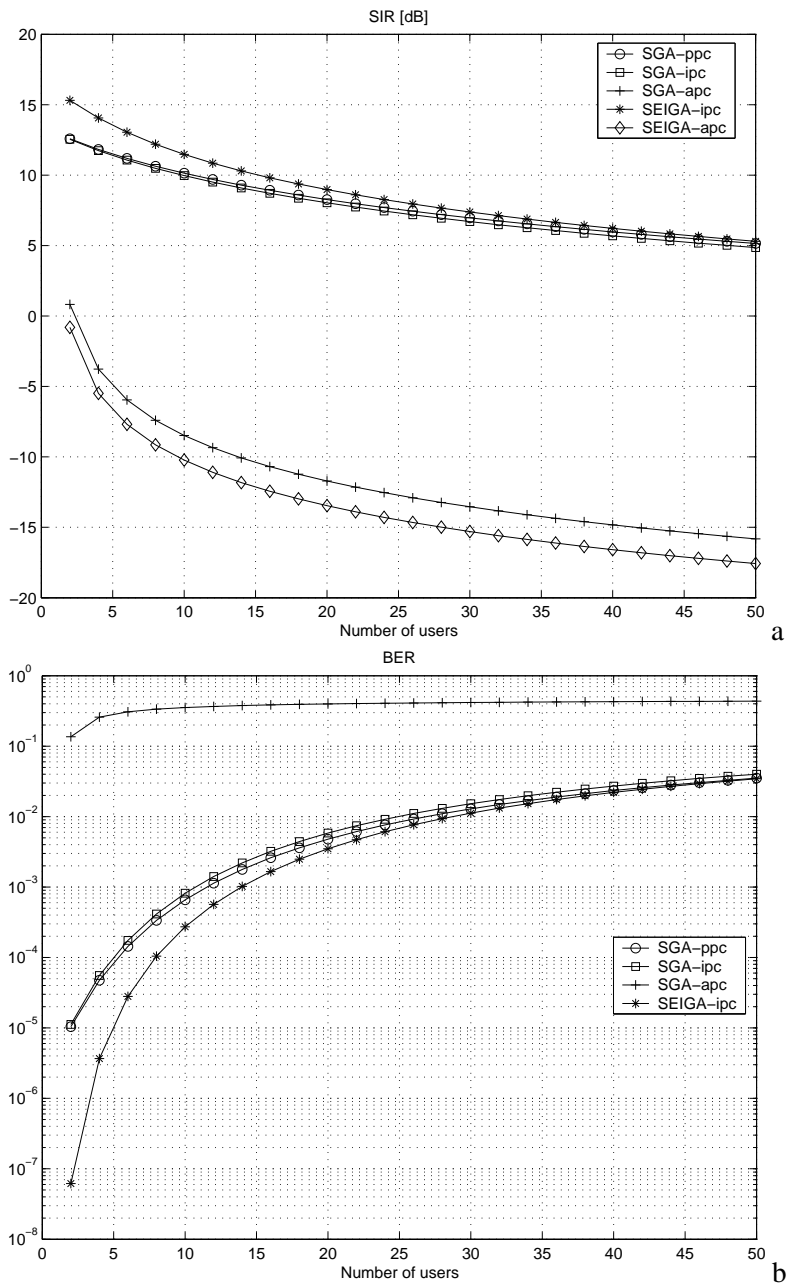 SIR [dB]
20
15
10
5
0
−5
−10
−15
−20
SGA−ppc
SGA−ipc
SGA−apc
SEIGA−ipc
SEIGA−apc
0 5 10 15 20 25 30 35 40 45 50
Number of users
a
BER
10^0
10^−1
10^−2
10^−3
10^−4
10^−5
10^−6
10^−7
10^−8
SGA−ppc
SGA−ipc
SGA−apc
SEIGA−ipc
0 5 10 15 20 25 30 35 40 45 50
Number of users
b